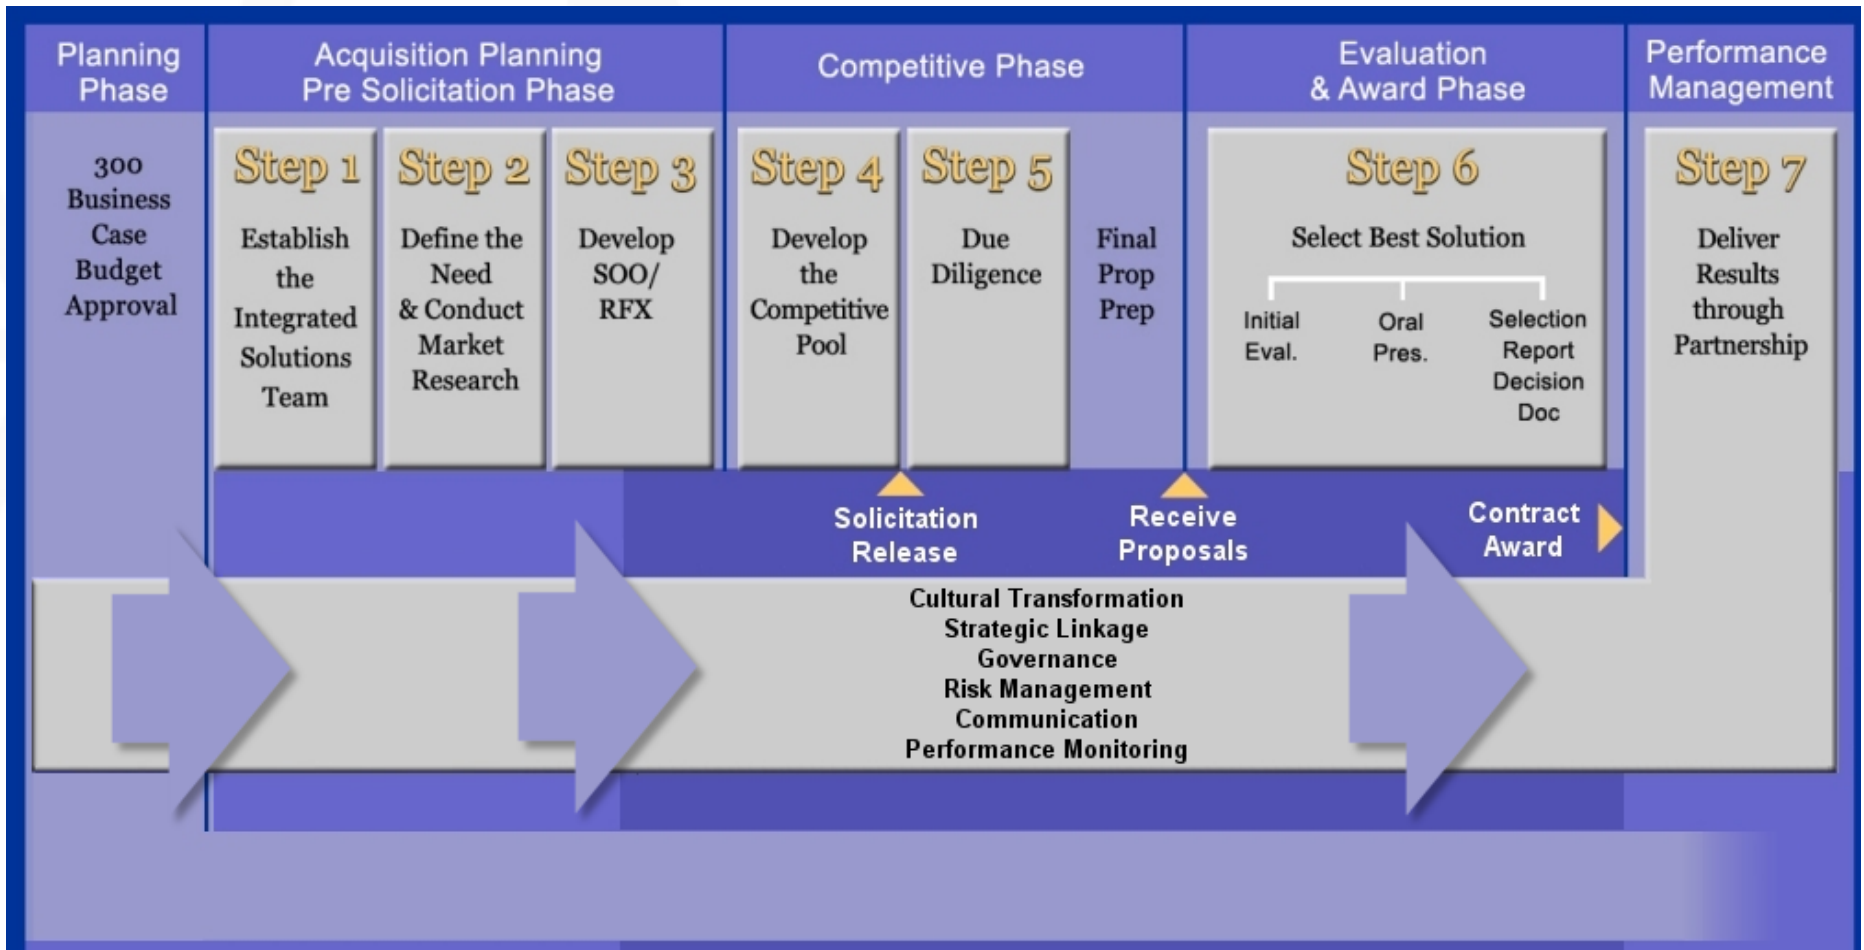 Planning
Phase
Acquisition Planning
Pre Solicitation Phase
Competitive Phase
Evaluation
& Award Phase
Performance
Management
300
Business
Case
Budget
Approval
Step 1
Establish
the
Integrated
Solutions
Team
Step 2
Define the
Need
& Conduct
Market
Research
Step 3
Develop
SOO/
RFX
Step 4
Develop
the
Competitive
Pool
Step 5
Due
Diligence
Final
Prop
Prep
Step 6
Select Best Solution
Initial
Eval.
Oral
Pres.
Selection
Report
Decision
Doc
Step 7
Deliver
Results
through
Partnership
Solicitation
Release
Receive
Proposals
Contract
Award
Cultural Transformation
Strategic Linkage
Governance
Risk Management
Communication
Performance Monitoring